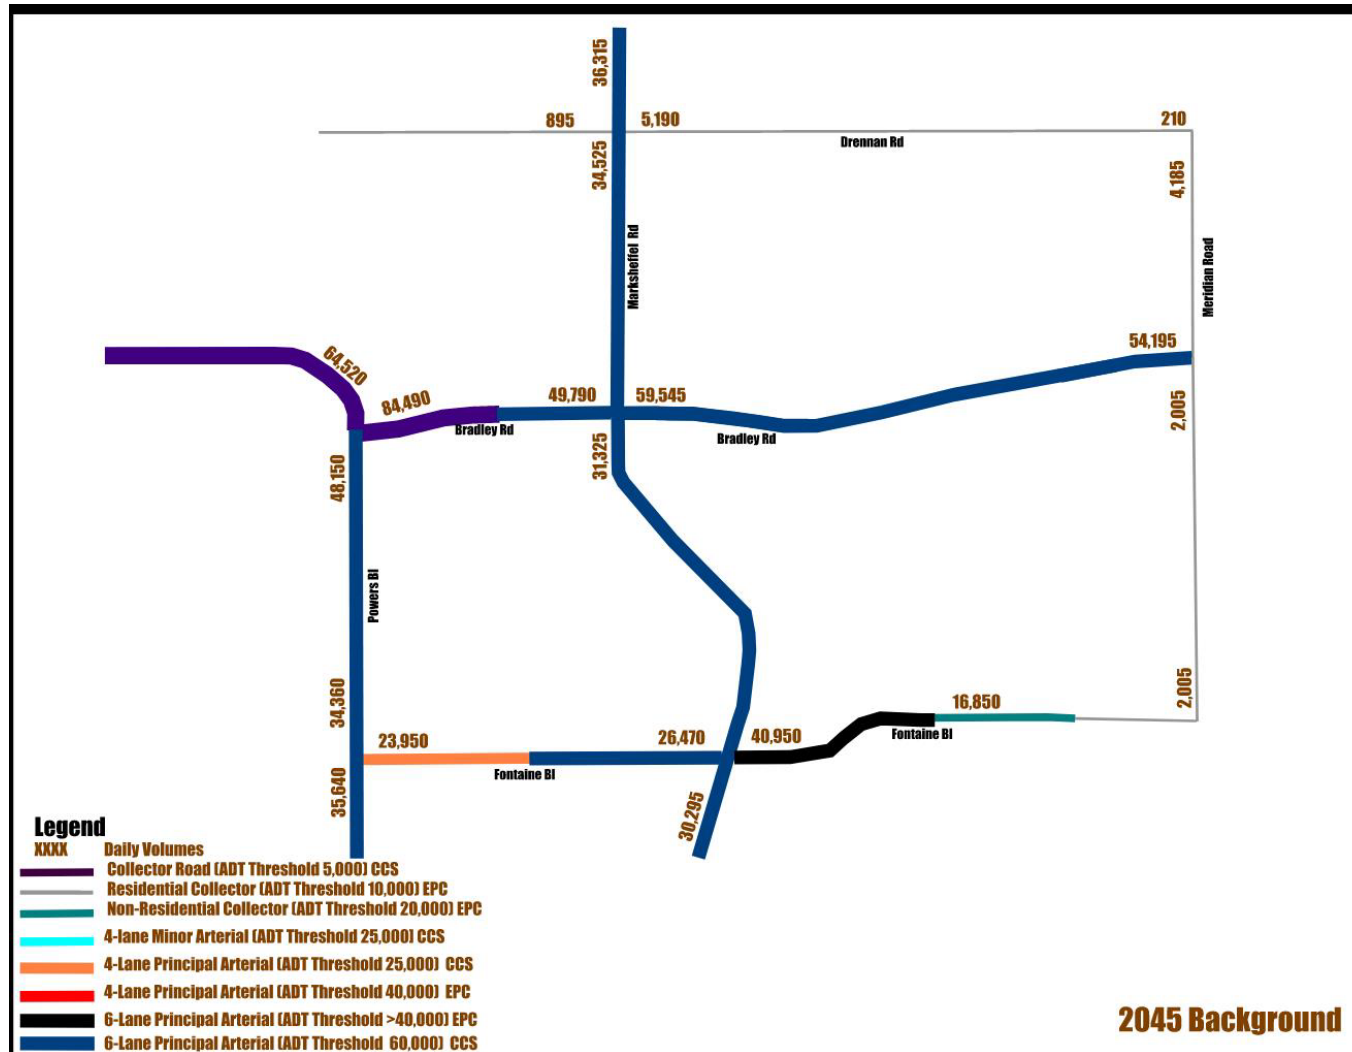 36,315
895
5,190
210
Drennan Rd
34,525
4,185
Marksheffel Rd
Meridian Road
64,520
54,195
84,490
49,790
59,545
2,005
Bradley Rd
Bradley Rd
48,150
31,325
Powers Bl
34,360
2,005
16,850
23,950
26,470
40,950
Fontaine Bl
Fontaine Bl
35,640
30,295
Legend
XXXX Daily Volumes
Collector Road (ADT Threshold 5,000) CCS
Residential Collector (ADT Threshold 10,000) EPC
Non-Residential Collector (ADT Threshold 20,000) EPC
4-lane Minor Arterial (ADT Threshold 25,000] CCS
4-Lane Principal Arterial (ADT Threshold 25,000) CCS
4-Lane Principal Arterial (ADT Threshold 40,000) EPC
6-Lane Principal Arterial (ADT Threshold >40,000) EPC
6-Lane Principal Arterial (ADT Threshold 60,000) CCS
2045 Background